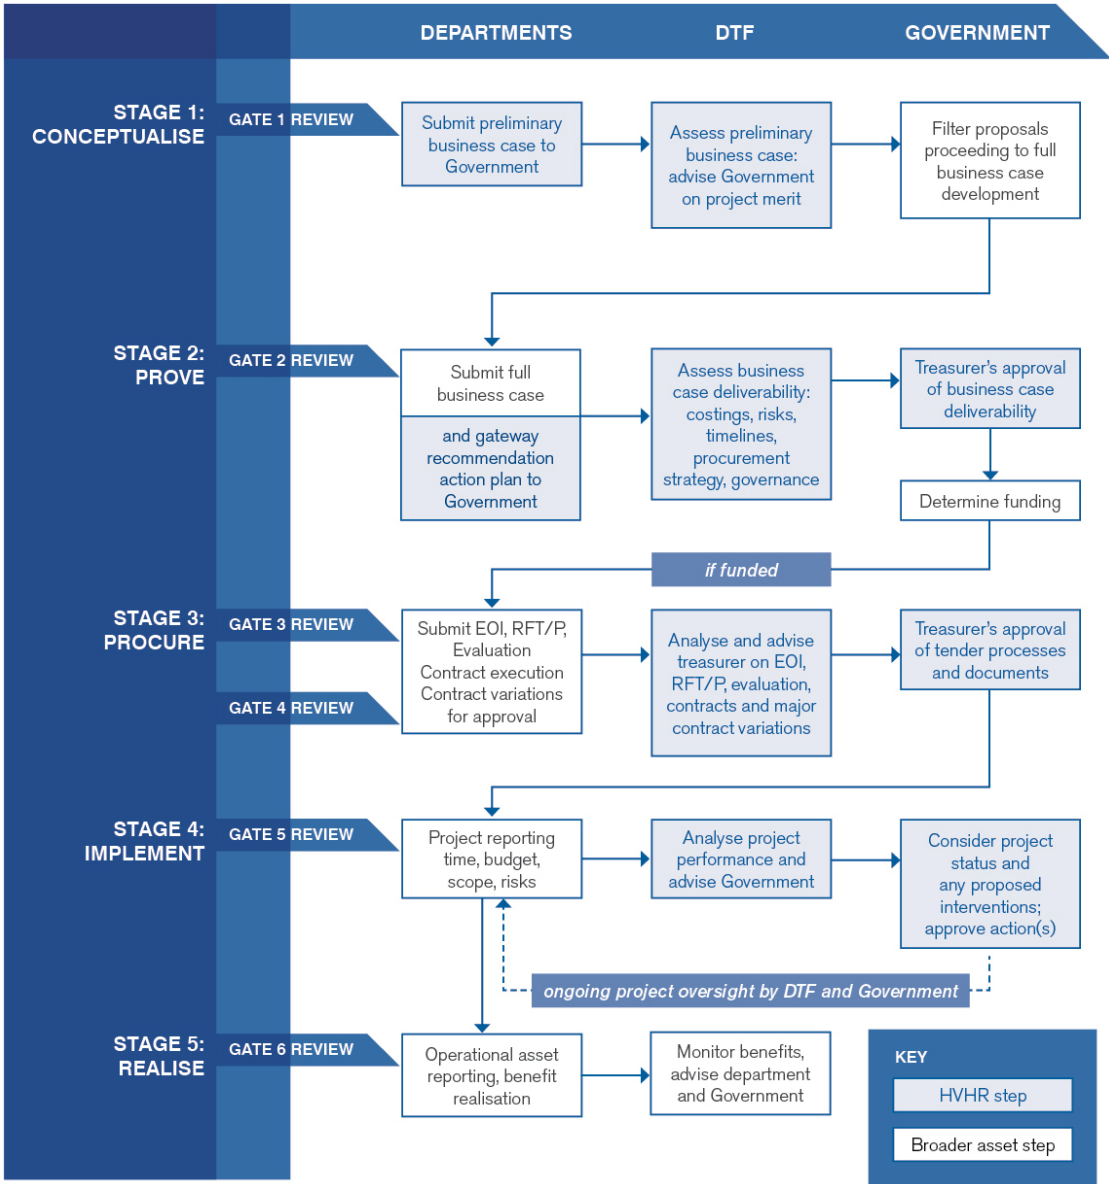 DEPARTMENTS
DTF
GOVERNMENT
STAGE 1:
CONCEPTUALISE
GATE 1 REVIEW
Submit preliminary
business case to
Government
Assess preliminary
business case:
advise Government
on project merit
Filter proposals
proceeding to full
business case
development
STAGE 2:
PROVE
GATE 2 REVIEW
Submit full
business case
and gateway
recommendation
action plan to
Government
Assess business
case deliverability:
costings, risks,
timelines,
procurement
strategy, governance
Treasurer's approval
of business case
deliverability
Determine funding
if funded
STAGE 3:
PROCURE
GATE 3 REVIEW
GATE 4 REVIEW
Submit EOI, RFT/P,
Evaluation
Contract execution
Contract variations
for approval
Analyse and advise
treasurer on EOI,
RFT/P, evaluation,
contracts and major
contract variations
Treasurer's approval
of tender processes
and documents
STAGE 4:
IMPLEMENT
GATE 5 REVIEW
Project reporting
time, budget,
scope, risks
Analyse project
performance and
advise Government
Consider project
status and
any proposed
interventions;
approve action(s)
ongoing project oversight by DTF and Government
STAGE 5:
REALISE
GATE 6 REVIEW
Operational asset
reporting, benefit
realisation
Monitor benefits,
advise department
and Government
KEY
HVHR step
Broader asset step